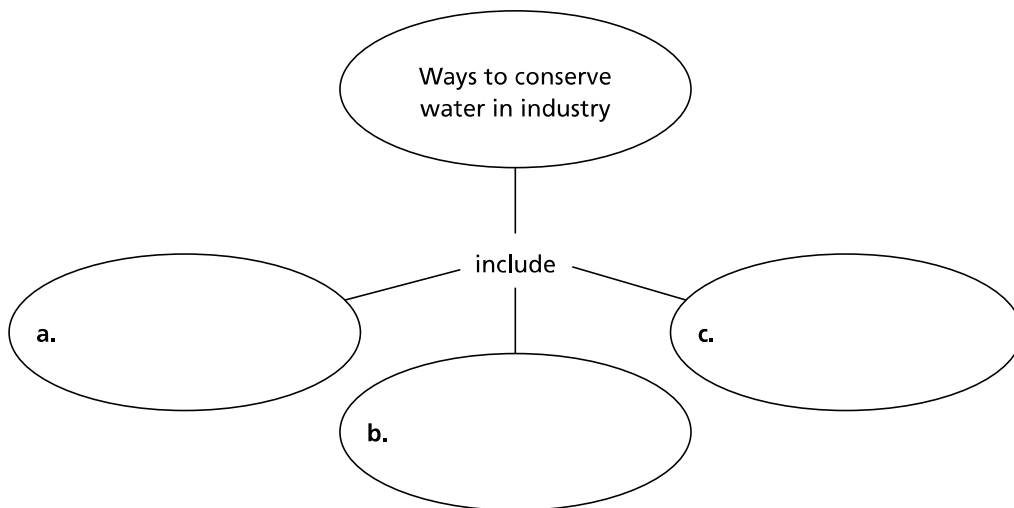 Ways to conserve
water in industry
include
a.
b.
c.